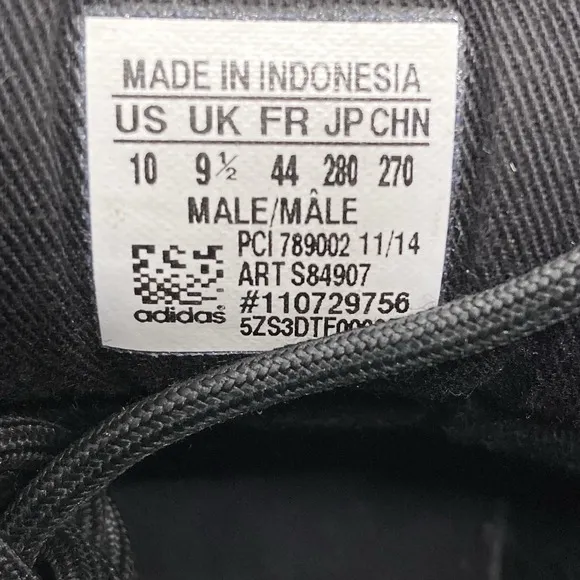 MADE IN INDONESIA
US UK FR JP CHN
10 9½ 44 280 270
MALE/MÂLE
PCI 789002 11/14
ART S84907
#110729756
adidas